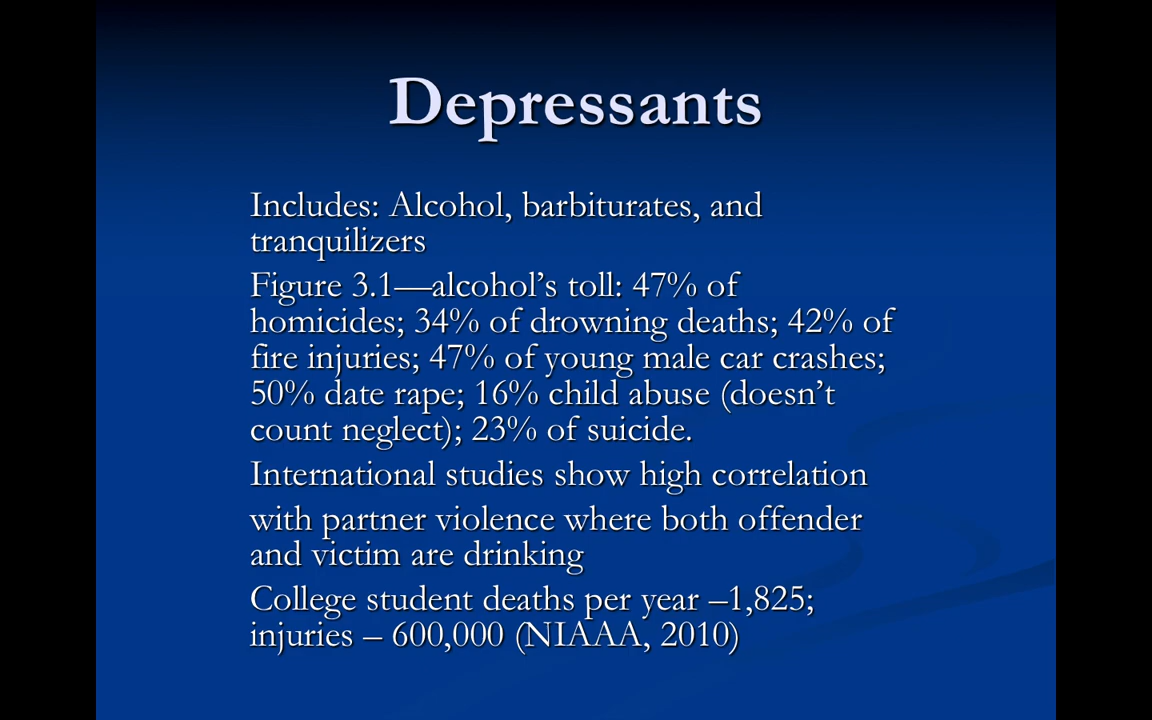 Depressants
Includes: Alcohol, barbiturates, and
tranquilizers
Figure 3.1—alcohol’s toll: 47% of
homicides; 34% of drowning deaths; 42% of
fire injuries; 47% of young male car crashes;
50% date rape; 16% child abuse (doesn’t
count neglect); 23% of suicide.
International studies show high correlation
with partner violence where both offender
and victim are drinking
College student deaths per year –1,825;
injuries – 600,000 (NIAAA, 2010)